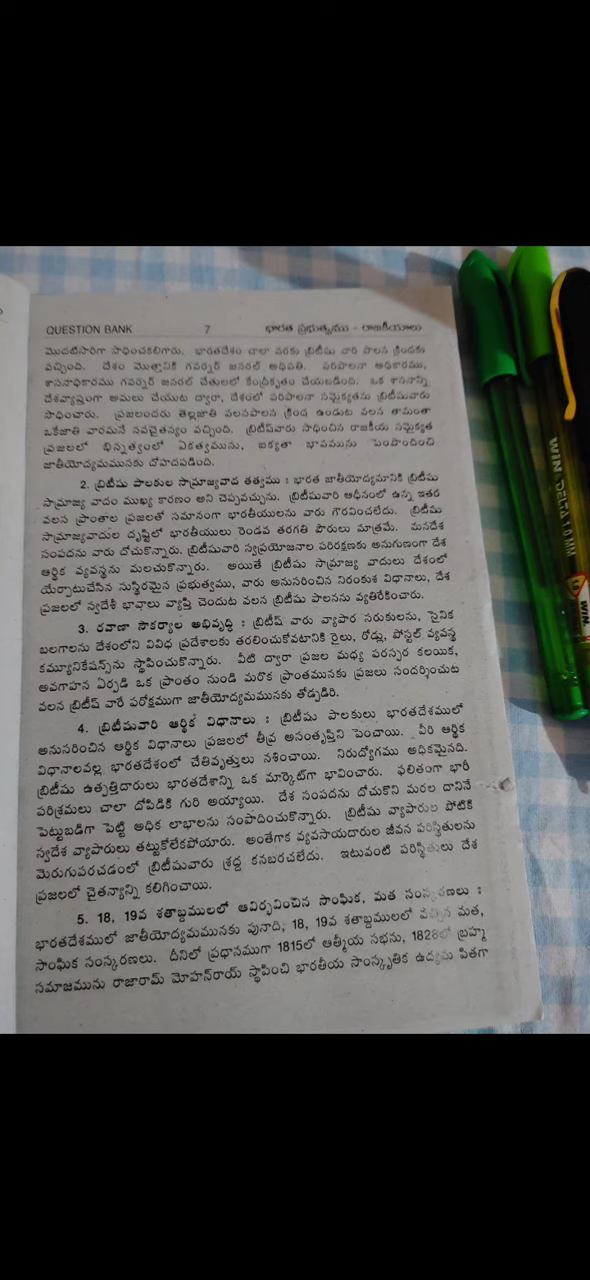 QUESTION BANK 7 భారత ప్రభుత్వము - రాజకీయాలు
మొదటిసారిగా సాధించకలిగారు. భారతదేశం చాలా వరకు బ్రిటీషు వారి పాలన క్రిందకు
వచ్చింది. దేశం మొత్తానికి గవర్నర్ జనరల్ అధిపతి. పరిపాలనా అధికారము,
శాసనాధికారము గవర్నర్ జనరల్ చేతులలో కేంద్రీకృతం చేయబడింది. ఒక శాసనాన్ని
దేశవ్యాప్తంగా అమలు చేయుట ద్వారా, దేశంలో పరిపాలనా సమైక్యతను బ్రిటీషువారు
సాధించారు. ప్రజలందరు తెల్లజాతి వలసపాలన క్రింద ఉండుట వలన తామంతా
ఒకేజాతి వారమనే నవచైతన్యం వచ్చింది. బ్రిటీష్‌వారు సాధించిన రాజకీయ సమైక్యత
ప్రజలలో భిన్నత్వంలో ఏకత్వమును, ఐక్యతా భావమును పెంపొందించి
జాతీయోద్యమమునకు దోహదపడింది.
2. బ్రిటీషు పాలకుల సామ్రాజ్యవాద తత్వము : భారత జాతీయోద్యమానికి బ్రిటీషు
సామ్రాజ్య వాదం ముఖ్య కారణం అని చెప్పవచ్చును. బ్రిటీషువారి ఆధీనంలో ఉన్న ఇతర
వలస ప్రాంతాల ప్రజలతో సమానంగా భారతీయులను వారు గౌరవించలేదు. బ్రిటీషు
సామ్రాజ్యవాదుల దృష్టిలో భారతీయులు రెండవ తరగతి పౌరులు మాత్రమే. మనదేశ
సంపదను వారు దోచుకొన్నారు. బ్రిటీషువారి స్వప్రయోజనాల పరిరక్షణకు అనుగుణంగా దేశ
ఆర్థిక వ్యవస్థను మలచుకొన్నారు. అయితే బ్రిటీషు సామ్రాజ్య వాదులు దేశంలో
యేర్పాటుచేసిన సుస్థిరమైన ప్రభుత్వము, వారు అనుసరించిన నిరంకుశ విధానాలు, దేశ
ప్రజలలో స్వదేశీ భావాలు వ్యాప్తి చెందుట వలన బ్రిటీషు పాలనను వ్యతిరేకించారు.
3. రవాణా సౌకర్యాల అభివృద్ధి : బ్రిటీష్ వారు వ్యాపార సరుకులను, సైనిక
బలగాలను దేశంలోని వివిధ ప్రదేశాలకు తరలించుకోవటానికి రైలు, రోడ్లు, పోస్టల్ వ్యవస్థ
కమ్యూనికేషన్స్‌ను స్థాపించుకొన్నారు. వీటి ద్వారా ప్రజల మధ్య పరస్పర కలయిక,
అవగాహన ఏర్పడి ఒక ప్రాంతం నుండి మరొక ప్రాంతమునకు ప్రజలు సందర్శించుట
వలన బ్రిటీష్ వారే పరోక్షముగా జాతీయోద్యమమునకు తోడ్పడిరి.
4. బ్రిటీషువారి ఆర్థిక విధానాలు : బ్రిటీషు పాలకులు భారతదేశములో
అనుసరించిన ఆర్థిక విధానాలు ప్రజలలో తీవ్ర అసంతృప్తిని పెంచాయి. వీరి ఆర్థిక
విధానాలవల్ల భారతదేశంలో చేతివృత్తులు నశించాయి. నిరుద్యోగము అధికమైనది.
బ్రిటీషు ఉత్పత్తిదారులు భారతదేశాన్ని ఒక మార్కెట్‌గా భావించారు. ఫలితంగా భారీ
పరిశ్రమలు చాలా దోపిడికి గురి అయ్యాయి. దేశ సంపదను దోచుకొని మరల దానినే
పెట్టుబడిగా పెట్టి అధిక లాభాలను సంపాదించుకొన్నారు. బ్రిటీషు వ్యాపారుల పోటికి
స్వదేశ వ్యాపారులు తట్టుకోలేకపోయారు. అంతేగాక వ్యవసాయదారుల జీవన పరిస్థితులను
మెరుగుపరచడంలో బ్రిటీషువారు శ్రద్ధ కనబరచలేదు. ఇటువంటి పరిస్థితులు దేశ
ప్రజలలో చైతన్యాన్ని కలిగించాయి.
5. 18, 19వ శతాబ్దములలో ఆవిర్భవించిన సాంఘిక, మత సంస్కరణలు :
భారతదేశములో జాతీయోద్యమమునకు పునాది, 18, 19వ శతాబ్దములలో వచ్చిన మత,
సాంఘిక సంస్కరణలు. దీనిలో ప్రధానముగా 1815లో ఆత్మీయ సభను, 1828లో బ్రహ్మ
సమాజమును రాజారామ్ మోహన్‌రాయ్ స్థాపించి భారతీయ సాంస్కృతిక ఉద్యమ పితగా
WIN DELTA 1.0 MM
WIN